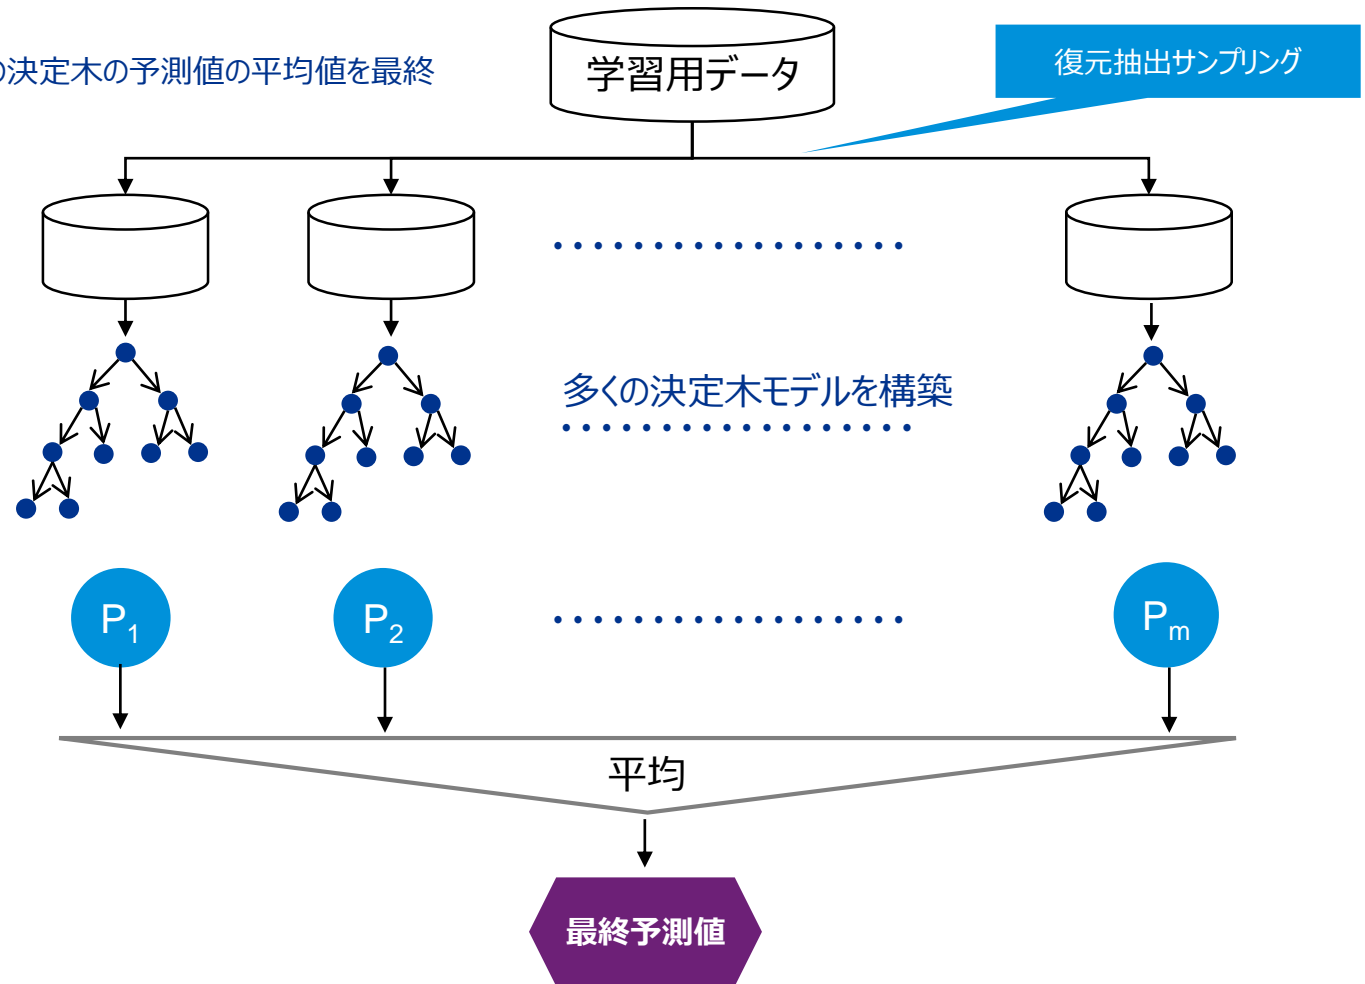 の決定木の予測値の平均値を最終
学習用データ
復元抽出サンプリング
多くの決定木モデルを構築
P1
P2
Pm
平均
最終予測値